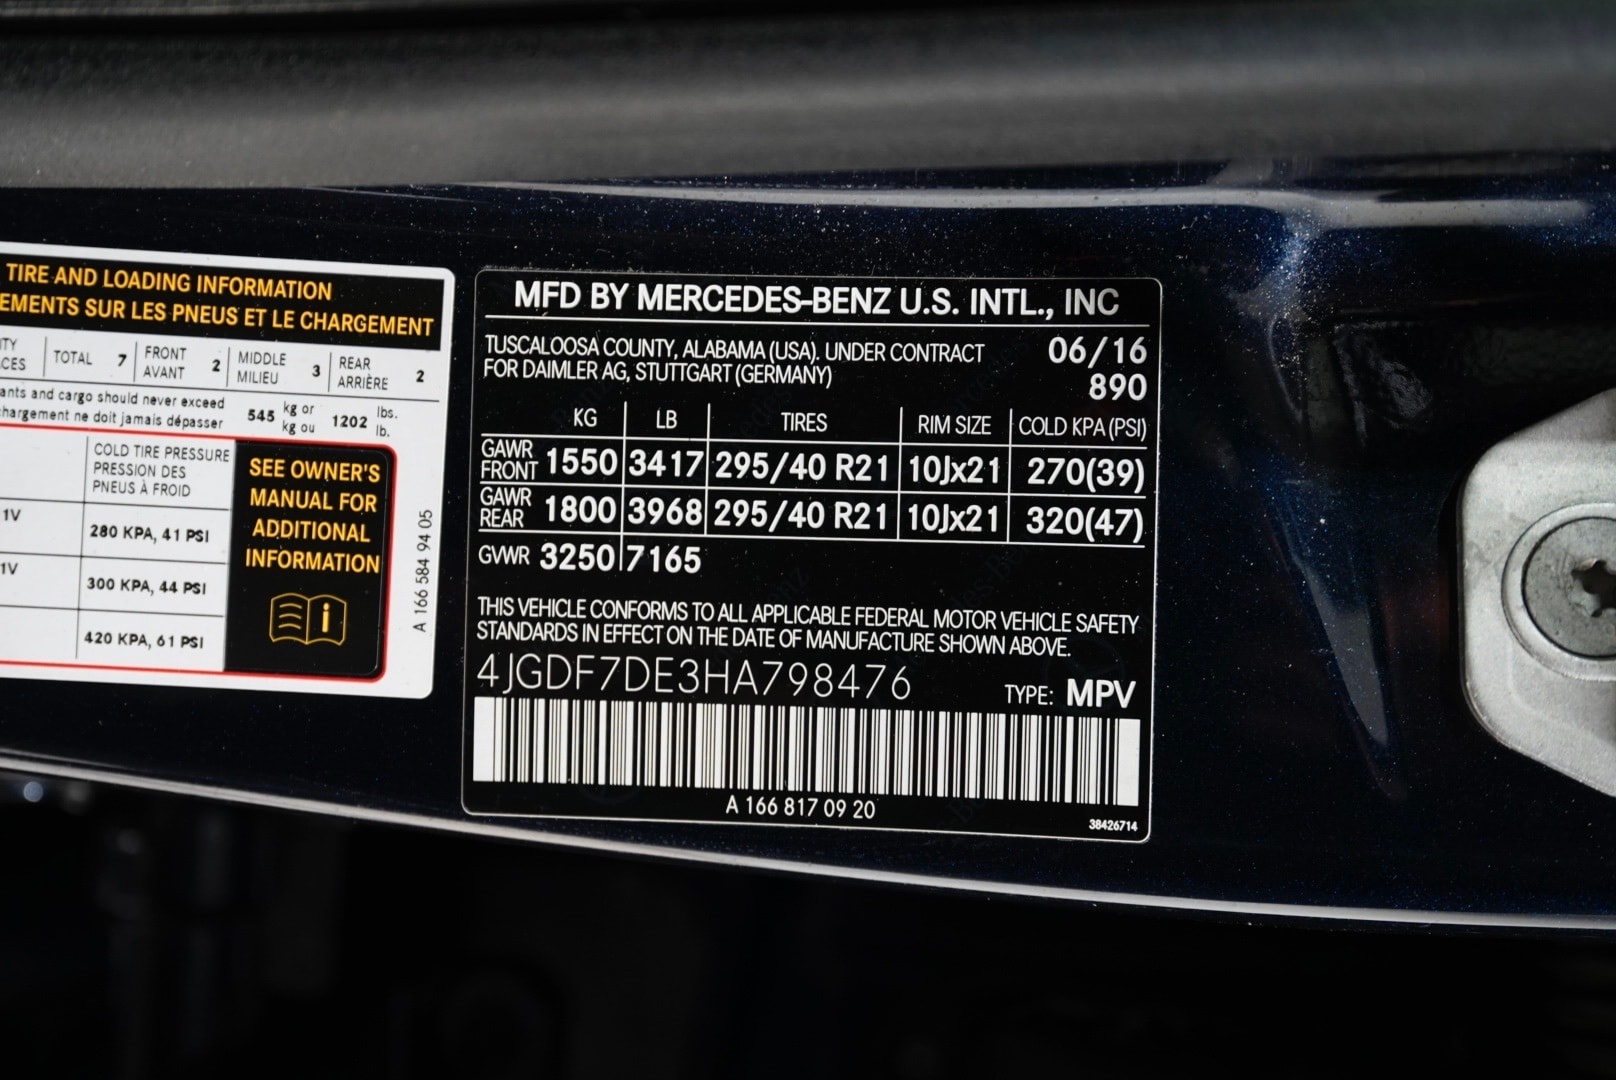 TIRE AND LOADING INFORMATION
EMENTS SUR LES PNEUS ET LE CHARGEMENT
TOTAL 7 FRONT 2 MIDDLE 3 REAR 2
CES AVANT MILIEU ARRIÈRE
ants and cargo should never exceed 545 kg or 1202 lbs.
chargement ne doit jamais dépasser kg ou lb.
COLD TIRE PRESSURE
PRESSION DES
PNEUS À FROID
1V 280 KPA, 41 PSI
1V 300 KPA, 44 PSI
420 KPA, 61 PSI
SEE OWNER'S
MANUAL FOR
ADDITIONAL
INFORMATION
i
A 166 584 94 05
MFD BY MERCEDES-BENZ U.S. INTL., INC
TUSCALOOSA COUNTY, ALABAMA (USA). UNDER CONTRACT 06/16
FOR DAIMLER AG, STUTTGART (GERMANY) 890
KG LB TIRES RIM SIZE COLD KPA (PSI)
GAWR FRONT 1550 3417 295/40 R21 10Jx21 270(39)
GAWR REAR 1800 3968 295/40 R21 10Jx21 320(47)
GVWR 3250 7165
THIS VEHICLE CONFORMS TO ALL APPLICABLE FEDERAL MOTOR VEHICLE SAFETY
STANDARDS IN EFFECT ON THE DATE OF MANUFACTURE SHOWN ABOVE.
4JGDF7DE3HA798476 TYPE: MPV
A 166 817 09 20
38426714